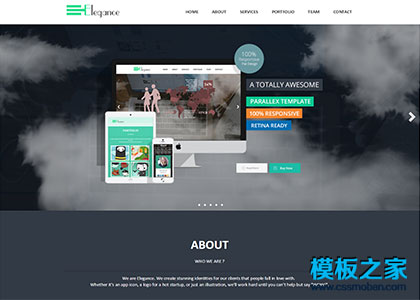 Elegance
HOME ABOUT SERVICES PORTFOLIO TEAM CONTACT
100%
A TOTALLY AWESOME
PARALLEX TEMPLATE
100% RESPONSIVE
RETINA READY
Buy Now
PORTFOLIO
ABOUT
WHO WE ARE ?
We are Elegance. We create stunning identities for our clients that people fall in love with.
Whether it's an app icon, a logo for a hot startup, or just an illustration, we'll work hard until you can't help but say
模板之家
www.cssmoban.com